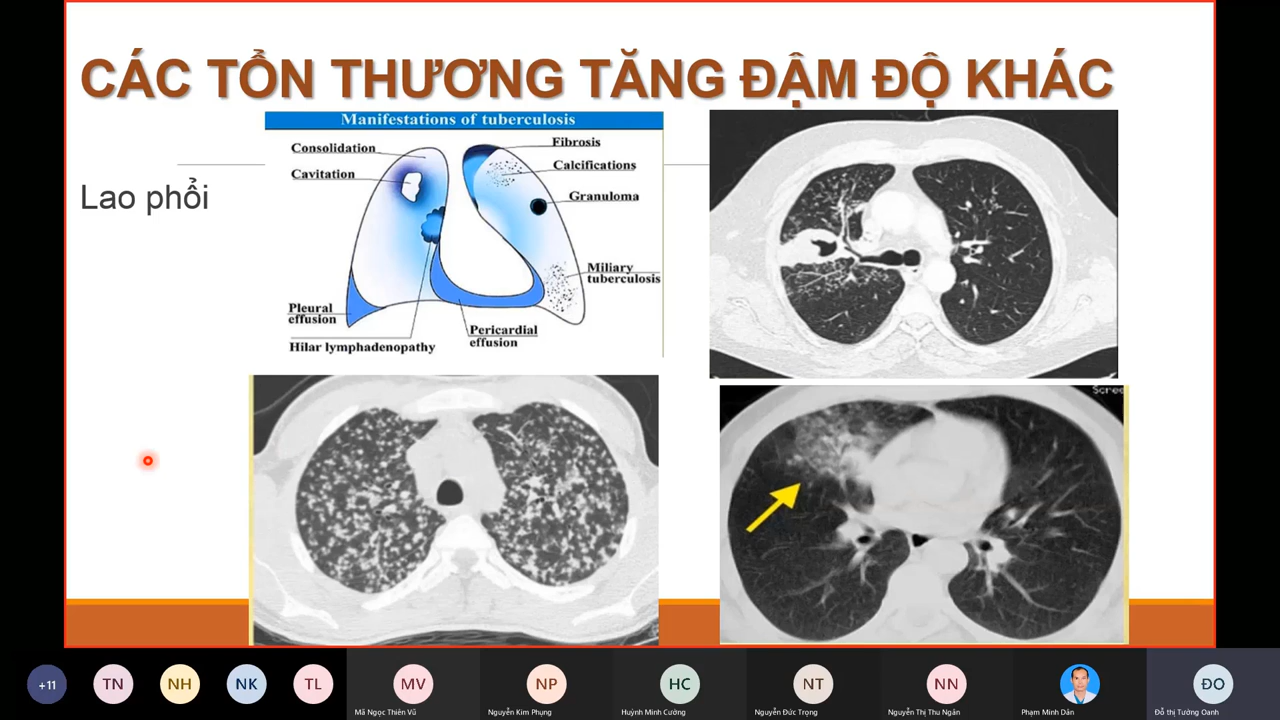 CÁC TỔN THƯƠNG TĂNG ĐẬM ĐỘ KHÁC
Lao phổi
Manifestations of tuberculosis
Consolidation
Cavitation
Pleural
effusion
Hilar lymphadenopathy
Fibrosis
Calcifications
Granuloma
Miliary
tuberculosis
Pericardial
effusion
Scree
+11
TN
NH
NK
TL
MV
Mã Ngọc Thiên Vũ
NP
Nguyễn Kim Phụng
HC
Huỳnh Minh Cường
NT
Nguyễn Đức Trọng
NN
Nguyễn Thị Thu Ngân
Phạm Minh Dân
ĐO
Đỗ thị Tường Oanh